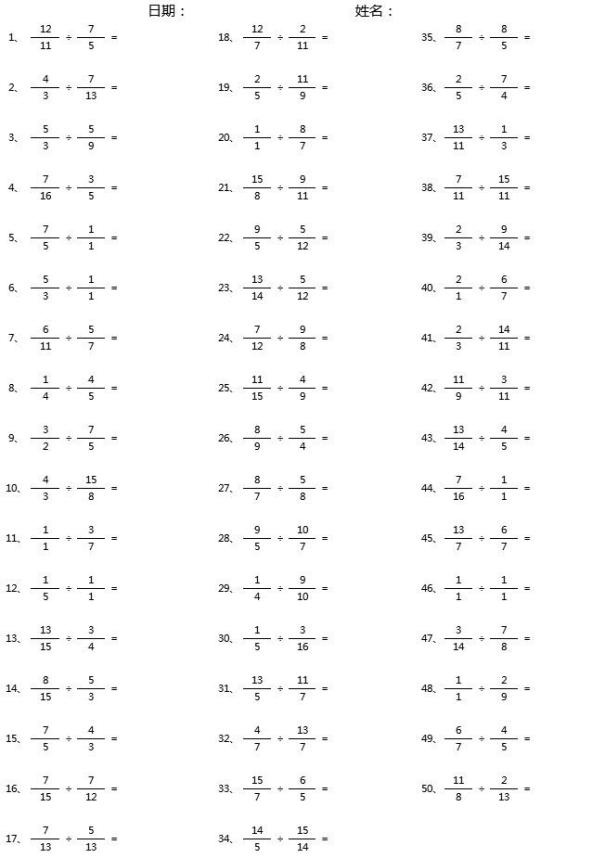 日期： 姓名：
1、 12/11 ÷ 7/5 =
2、 4/3 ÷ 7/13 =
3、 5/3 ÷ 5/9 =
4、 7/16 ÷ 3/5 =
5、 7/5 ÷ 1/1 =
6、 5/3 ÷ 1/1 =
7、 6/11 ÷ 5/7 =
8、 1/4 ÷ 4/5 =
9、 3/2 ÷ 7/5 =
10、 4/3 ÷ 15/8 =
11、 1/1 ÷ 3/7 =
12、 1/5 ÷ 1/1 =
13、 13/15 ÷ 3/4 =
14、 8/15 ÷ 5/3 =
15、 7/5 ÷ 4/3 =
16、 7/15 ÷ 7/12 =
17、 7/13 ÷ 5/13 =
18、 12/7 ÷ 2/11 =
19、 2/5 ÷ 11/9 =
20、 1/1 ÷ 8/7 =
21、 15/8 ÷ 9/11 =
22、 9/5 ÷ 5/12 =
23、 13/14 ÷ 5/12 =
24、 7/12 ÷ 9/8 =
25、 11/15 ÷ 4/9 =
26、 8/9 ÷ 5/4 =
27、 8/7 ÷ 5/8 =
28、 9/5 ÷ 10/7 =
29、 1/4 ÷ 9/10 =
30、 1/5 ÷ 3/16 =
31、 13/5 ÷ 11/7 =
32、 4/7 ÷ 13/7 =
33、 15/7 ÷ 6/5 =
34、 14/5 ÷ 15/14 =
35、 8/7 ÷ 8/5 =
36、 2/5 ÷ 7/4 =
37、 13/11 ÷ 1/3 =
38、 7/11 ÷ 15/11 =
39、 2/3 ÷ 9/14 =
40、 2/1 ÷ 6/7 =
41、 2/3 ÷ 14/11 =
42、 11/9 ÷ 3/11 =
43、 13/14 ÷ 4/5 =
44、 7/16 ÷ 1/1 =
45、 13/7 ÷ 6/7 =
46、 1/1 ÷ 1/1 =
47、 3/14 ÷ 7/8 =
48、 1/1 ÷ 2/9 =
49、 6/7 ÷ 4/5 =
50、 11/8 ÷ 2/13 =